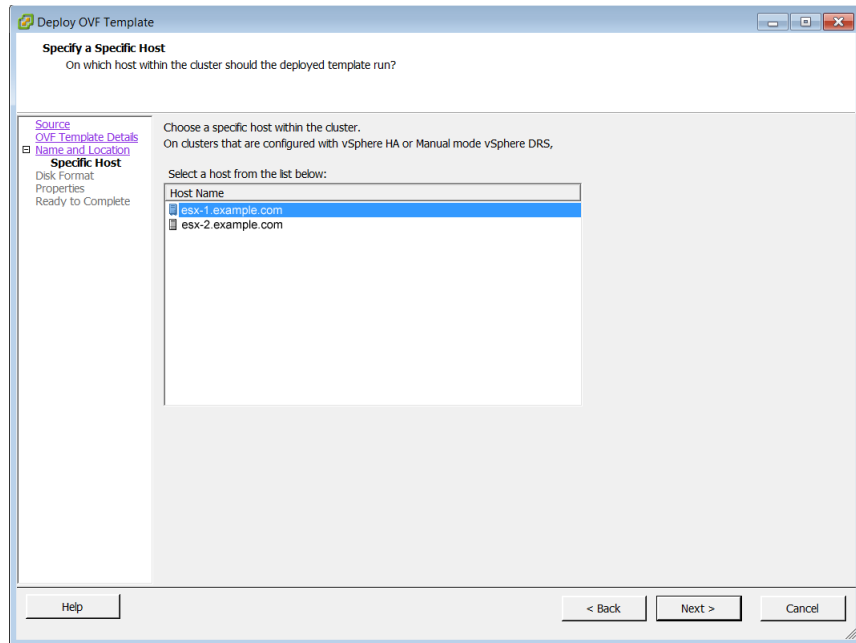 Deploy OVF Template
Specify a Specific Host
On which host within the cluster should the deployed template run?
Source
OVF Template Details
Name and Location
Specific Host
Disk Format
Properties
Ready to Complete
Choose a specific host within the cluster.
On clusters that are configured with vSphere HA or Manual mode vSphere DRS,
Select a host from the list below:
Host Name
esx-1.example.com
esx-2.example.com
Help
< Back
Next >
Cancel